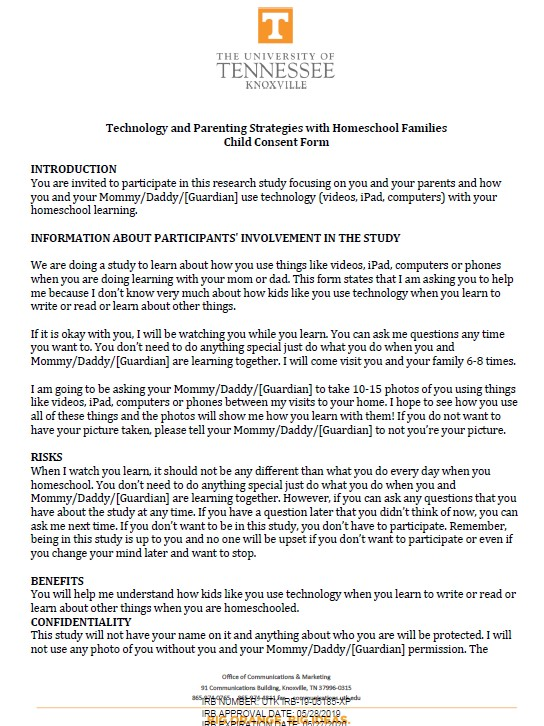 T
THE UNIVERSITY OF
TENNESSEE
KNOXVILLE
Technology and Parenting Strategies with Homeschool Families
Child Consent Form
INTRODUCTION
You are invited to participate in this research study focusing on you and your parents and how
you and your Mommy/Daddy/[Guardian] use technology (videos, iPad, computers) with your
homeschool learning.
INFORMATION ABOUT PARTICIPANTS' INVOLVEMENT IN THE STUDY
We are doing a study to learn about how you use things like videos, iPad, computers or phones
when you are doing learning with your mom or dad. This form states that I am asking you to help
me because I don't know very much about how kids like you use technology when you learn to
write or read or learn about other things.
If it is okay with you, I will be watching you while you learn. You can ask me questions any time
you want to. You don't need to do anything special just do what you do when you and
Mommy/Daddy/[Guardian] are learning together. I will come visit you and your family 6-8 times.
I am going to be asking your Mommy/Daddy/[Guardian] to take 10-15 photos of you using things
like videos, iPad, computers or phones between my visits to your home. I hope to see how you use
all of these things and the photos will show me how you learn with them! If you do not want to
have your picture taken, please tell your Mommy/Daddy/[Guardian] to not you're your picture.
RISKS
When I watch you learn, it should not be any different than what you do every day when you
homeschool. You don't need to do anything special just do what you do when you and
Mommy/Daddy/[Guardian] are learning together. However, if you can ask any questions that you
have about the study at any time. If you have a question later that you didn't think of now, you can
ask me next time. If you don't want to be in this study, you don't have to participate. Remember,
being in this study is up to you and no one will be upset if you don't want to participate or even if
you change your mind later and want to stop.
BENEFITS
You will help me understand how kids like you use technology when you learn to write or read or
learn about other things when you are homeschooled.
CONFIDENTIALITY
This study will not have your name on it and anything about who you are will be protected. I will
not use any photo of you without you and your Mommy/Daddy/[Guardian] permission. The
Office of Communications & Marketing
91 Communications Building, Knoxville, TN 37996-0315
IRB NUMBER: UTK IRB-19-05185-XP
IRB APPROVAL DATE: 05/28/2019
IRB EXPIRATION DATE: 05/27/2020